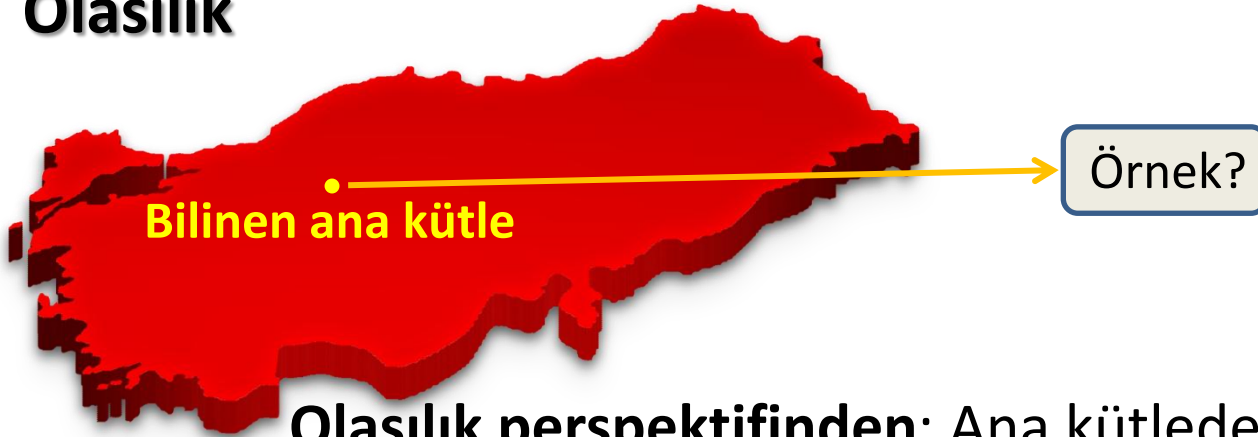 Olasılık
Örnek?
Bilinen ana kütle
Olasılık perspektifinden: Ana kütlede